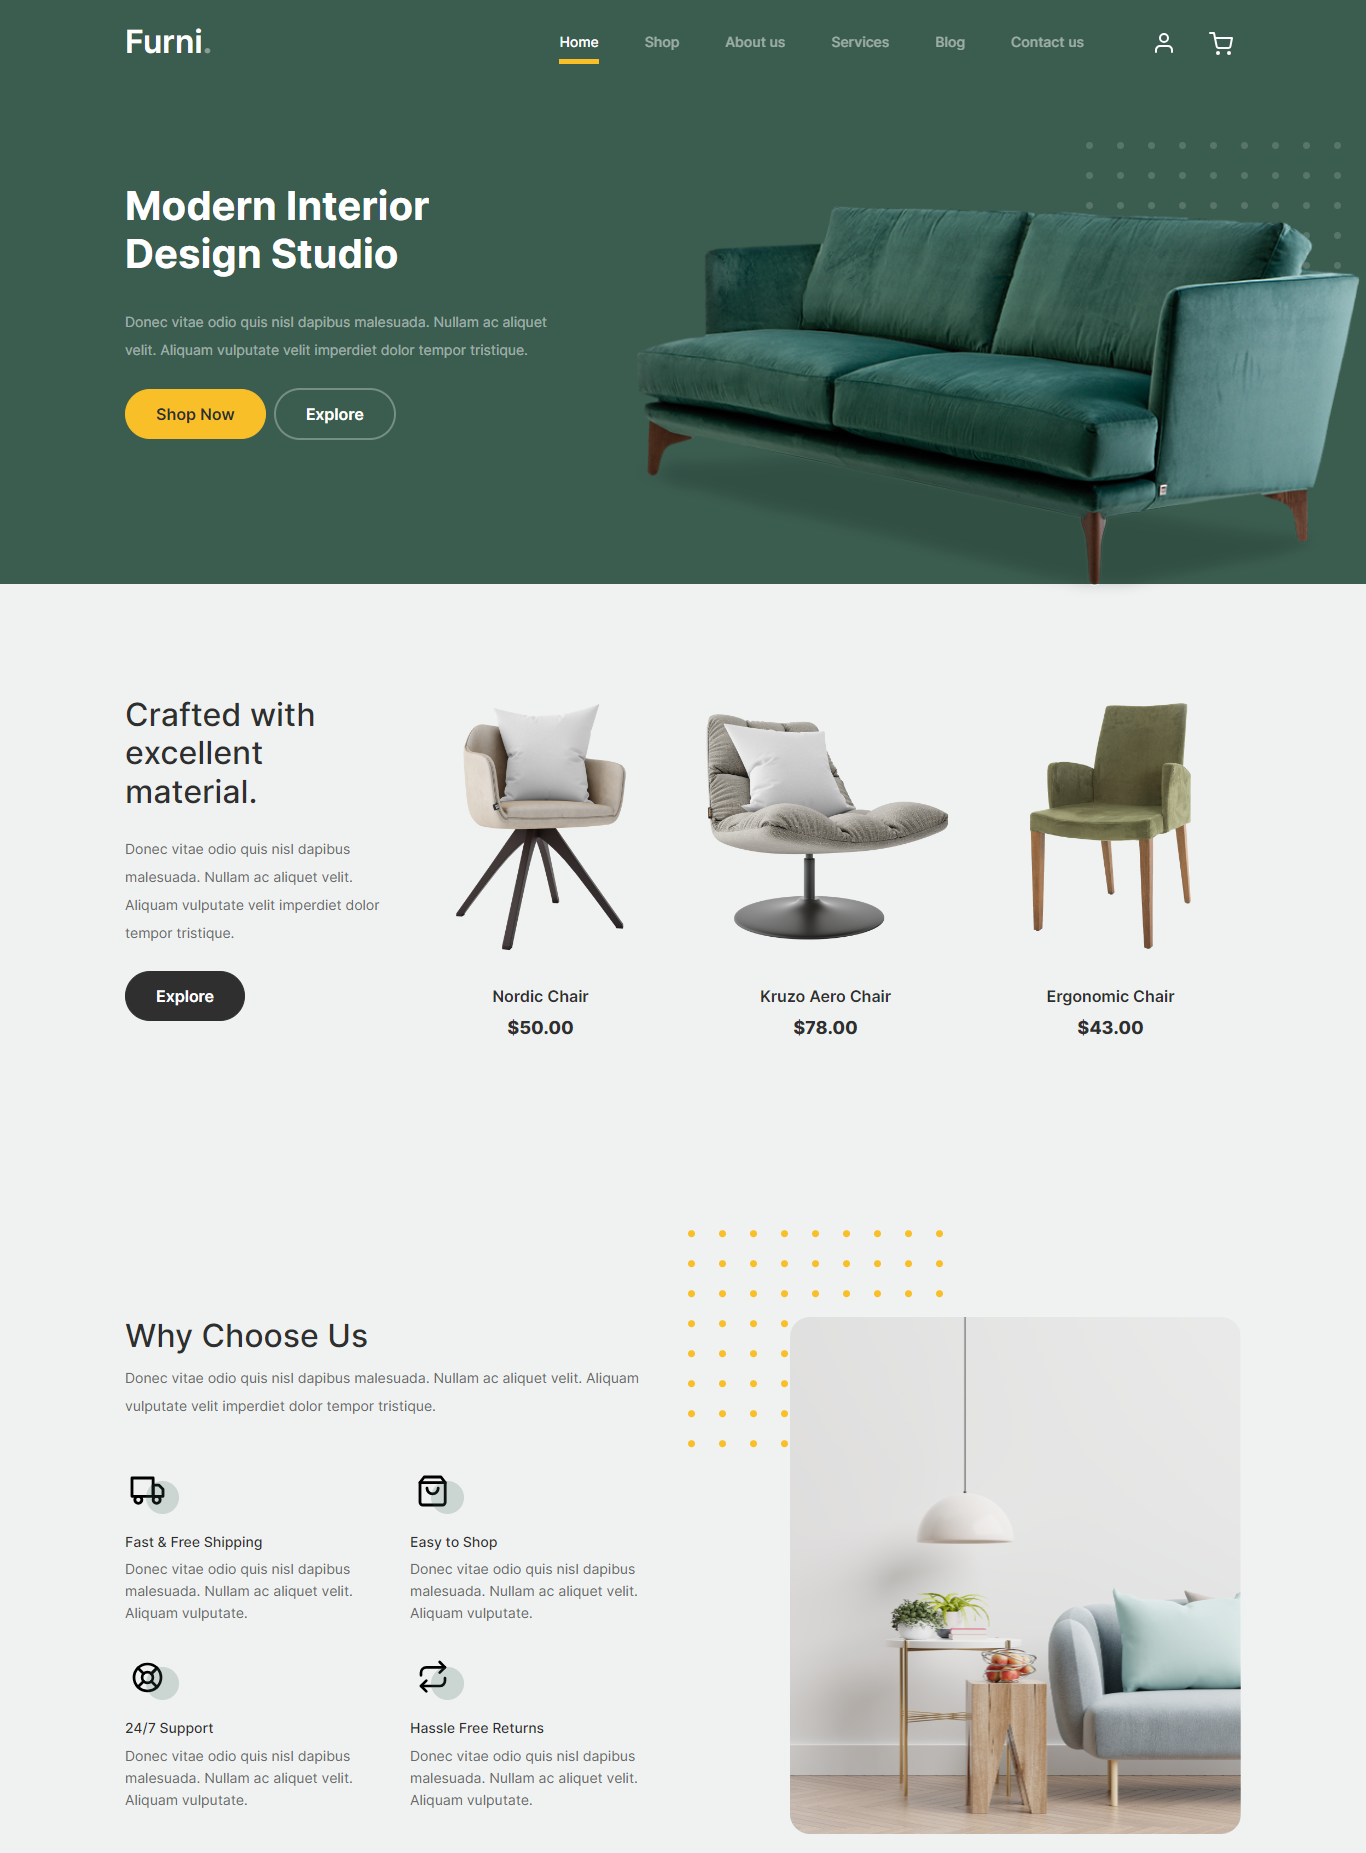 Furni.
Home
Shop
About us
Services
Blog
Contact us
Modern Interior
Design Studio
Donec vitae odio quis nisl dapibus malesuada. Nullam ac aliquet
velit. Aliquam vulputate velit imperdiet dolor tempor tristique.
Shop Now
Explore
Crafted with
excellent
material.
Donec vitae odio quis nisl dapibus
malesuada. Nullam ac aliquet velit.
Aliquam vulputate velit imperdiet dolor
tempor tristique.
Explore
Nordic Chair
$50.00
Kruzo Aero Chair
$78.00
Ergonomic Chair
$43.00
Why Choose Us
Donec vitae odio quis nisl dapibus malesuada. Nullam ac aliquet velit. Aliquam
vulputate velit imperdiet dolor tempor tristique.
Fast & Free Shipping
Donec vitae odio quis nisl dapibus
malesuada. Nullam ac aliquet velit.
Aliquam vulputate.
Easy to Shop
Donec vitae odio quis nisl dapibus
malesuada. Nullam ac aliquet velit.
Aliquam vulputate.
24/7 Support
Donec vitae odio quis nisl dapibus
malesuada. Nullam ac aliquet velit.
Aliquam vulputate.
Hassle Free Returns
Donec vitae odio quis nisl dapibus
malesuada. Nullam ac aliquet velit.
Aliquam vulputate.